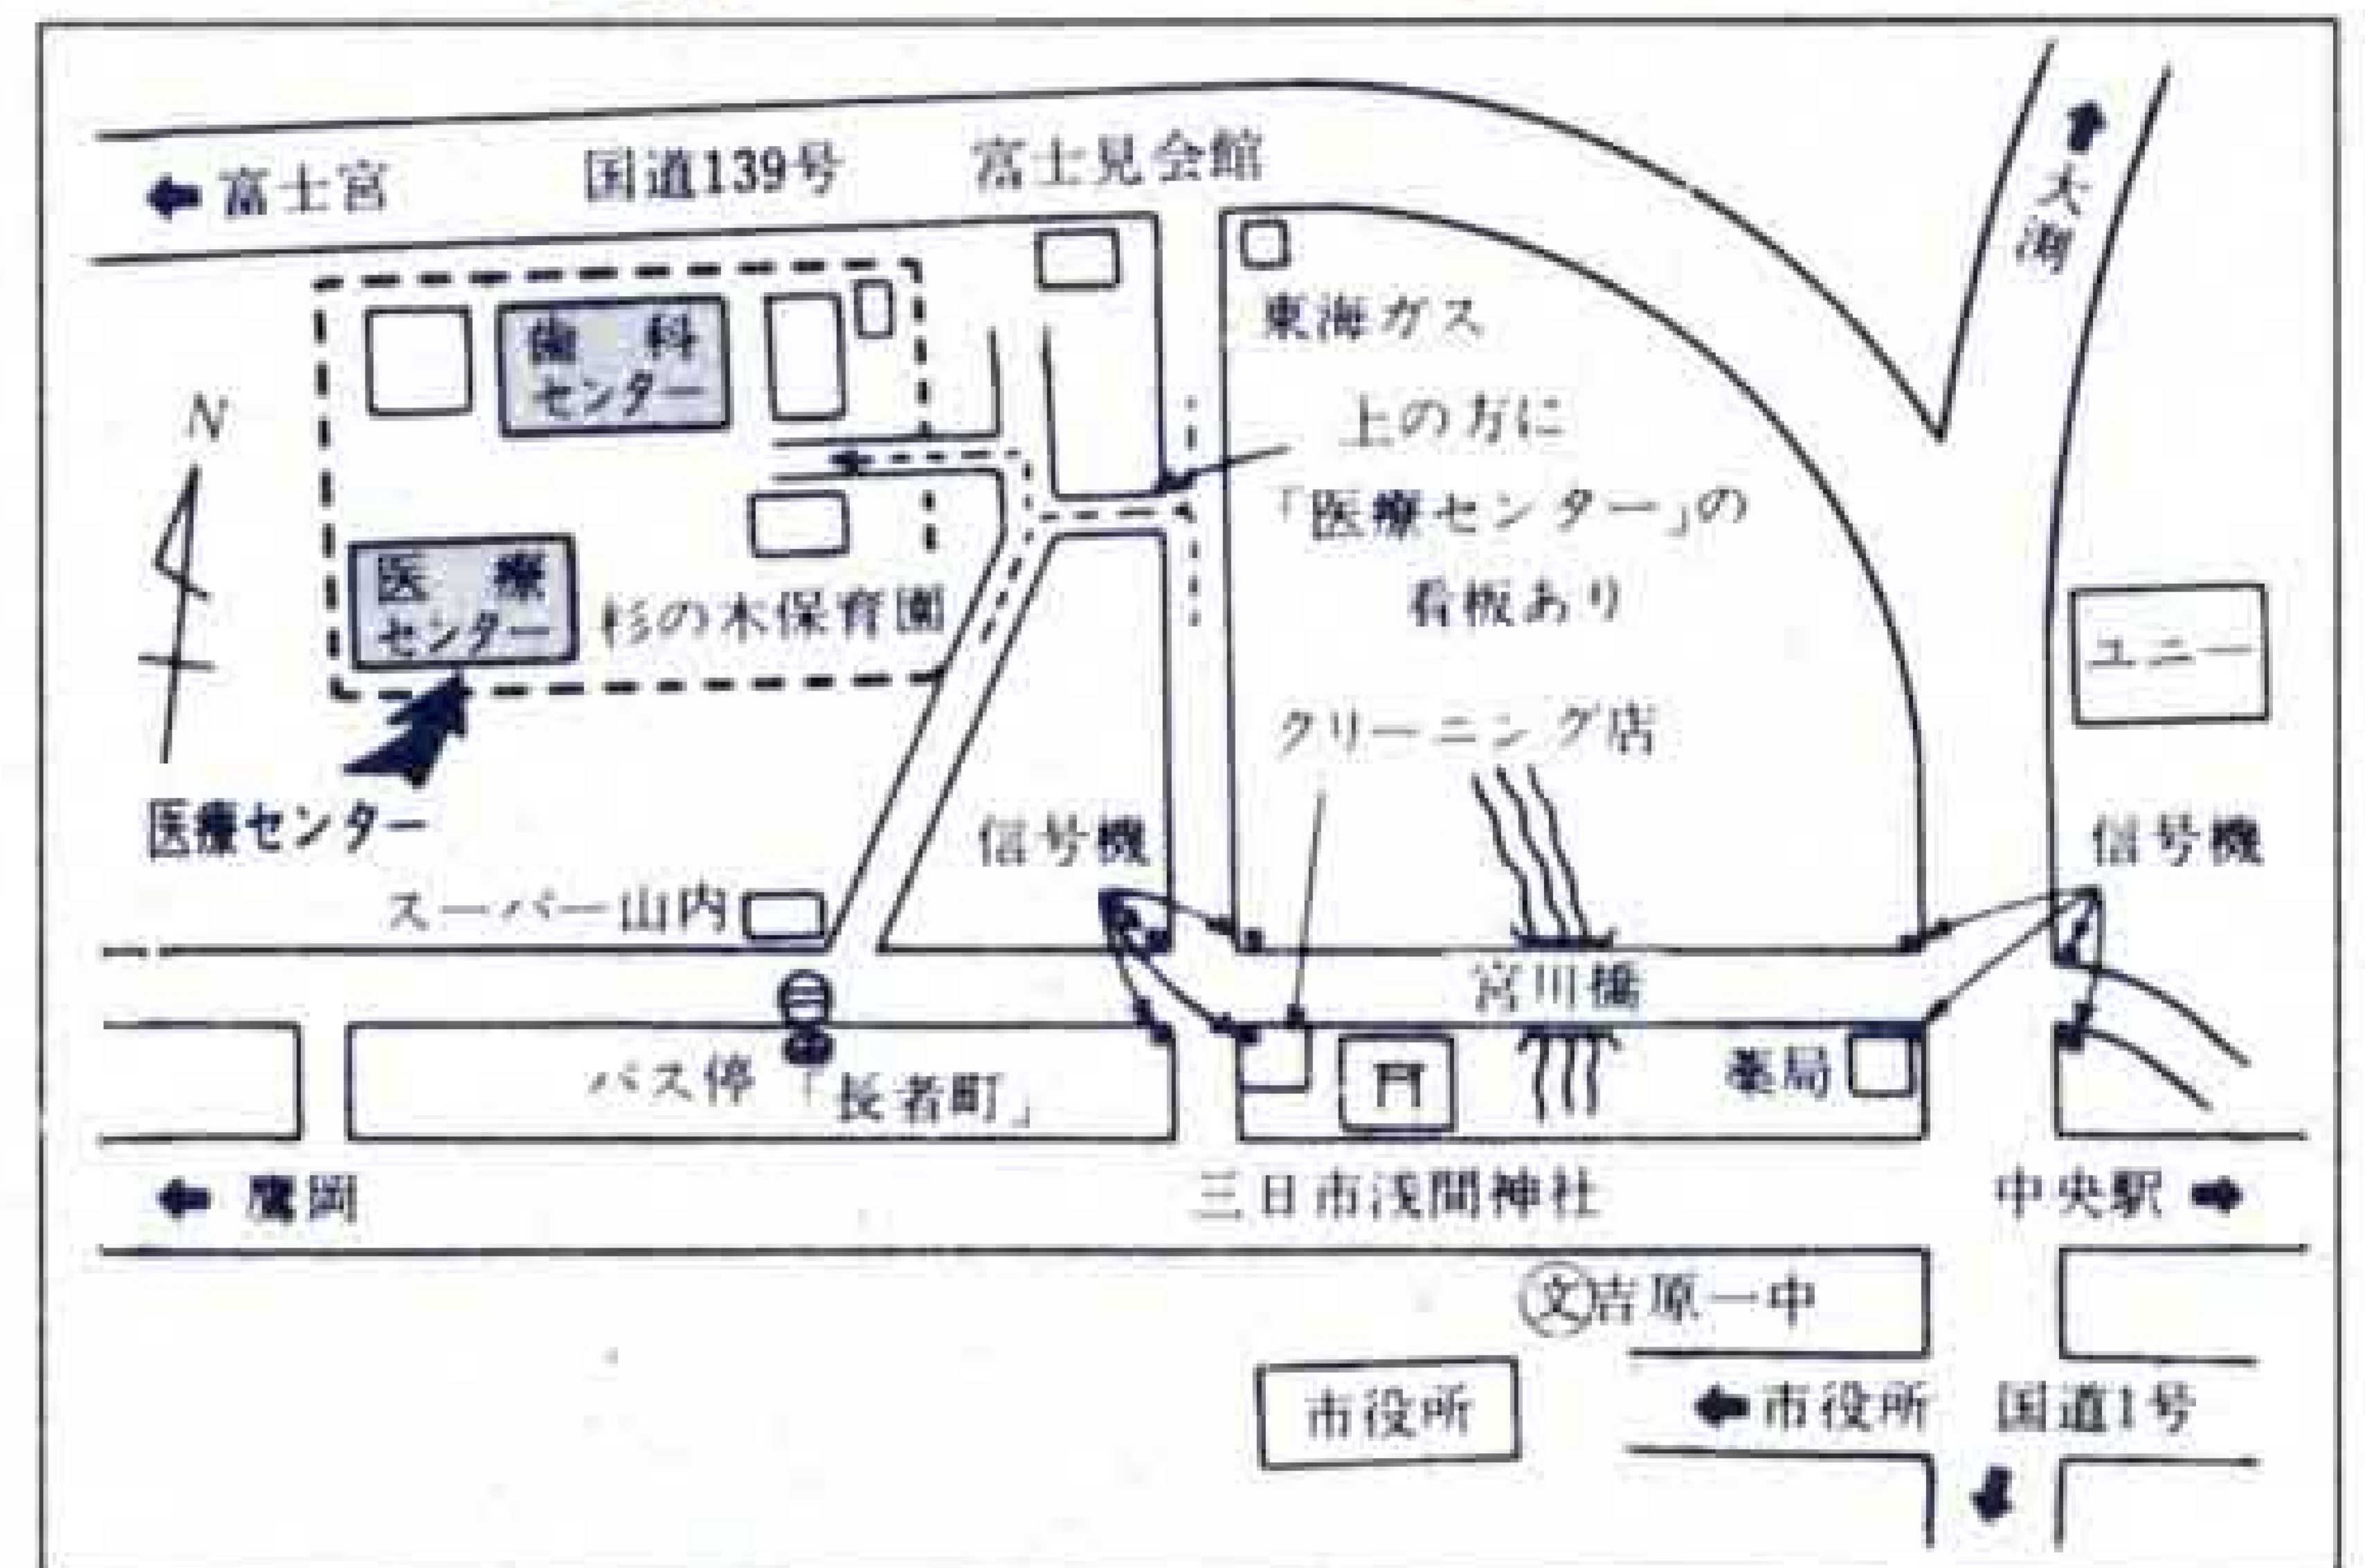 ← 富士宮
国道139号
富士見会館
↑大渕
歯科
センター
東海ガス
N
上の方に
「医療センター」の
看板あり
医療
センター
杉の木保育園
ユニー
クリーニング店
医療センター
信号機
信号機
スーパー山内
宮川橋
バス停「長者町」
薬局
← 鷹岡
三日市浅間神社
中央駅 →
文 吉原一中
市役所
←市役所
国道1号